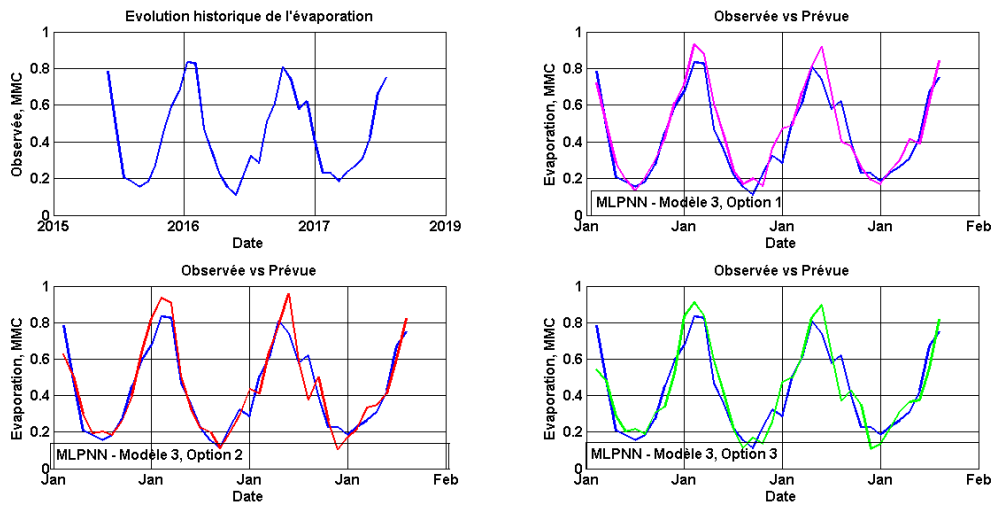 Evolution historique de l'évaporation
Observée, MMC
1
0.8
0.6
0.4
0.2
0
2015
2016
2017
2019
Date
Observée vs Prévue
Evaporation, MMC
1
0.8
0.6
0.4
0.2
0
MLPNN - Modèle 3, Option 1
Jan
Jan
Jan
Jan
Feb
Date
Observée vs Prévue
Evaporation, MMC
1
0.8
0.6
0.4
0.2
0
MLPNN - Modèle 3, Option 2
Jan
Jan
Jan
Jan
Feb
Date
Observée vs Prévue
Evaporation, MMC
1
0.8
0.6
0.4
0.2
0
MLPNN - Modèle 3, Option 3
Jan
Jan
Jan
Jan
Feb
Date